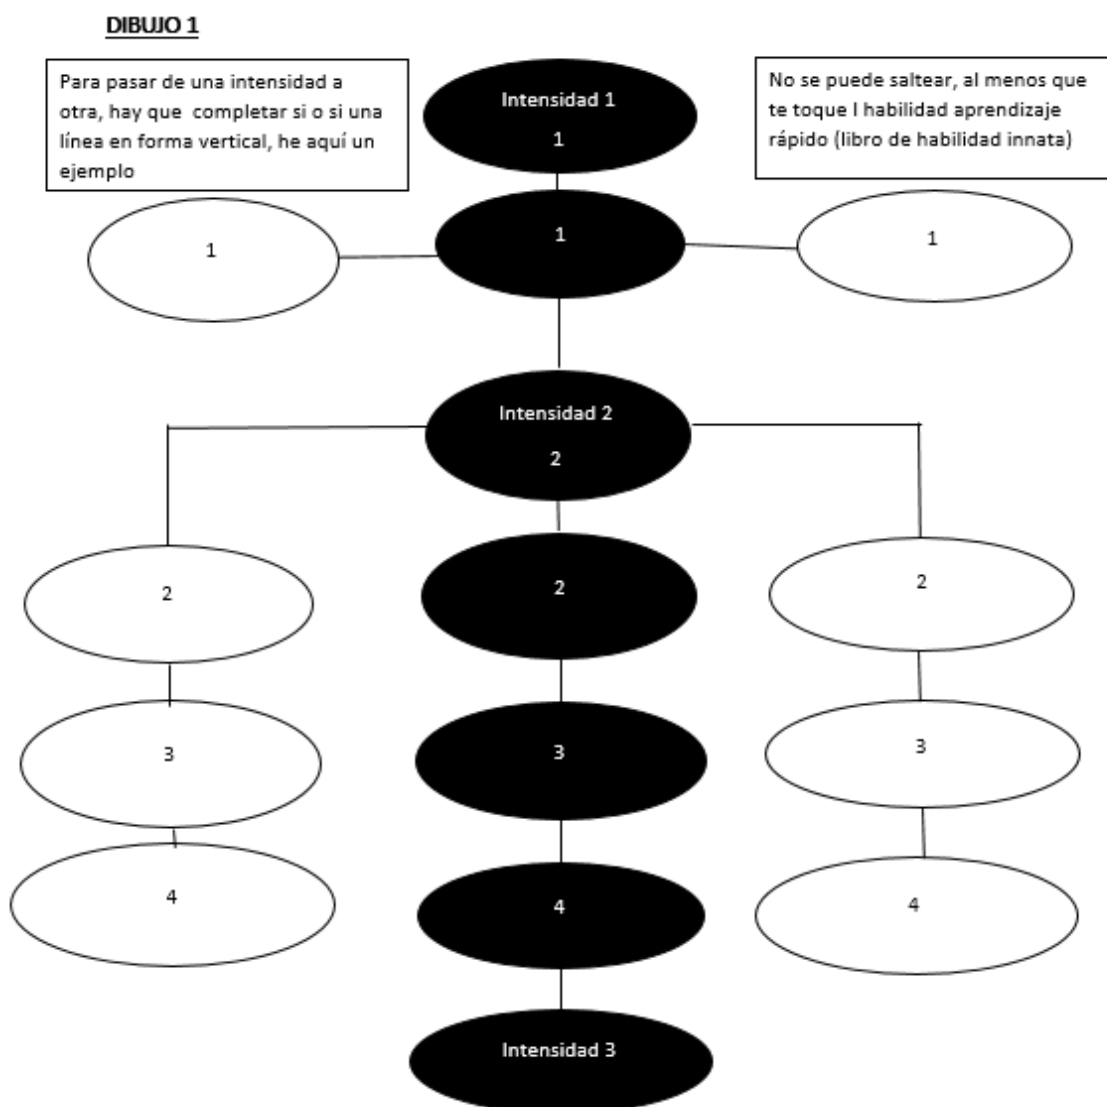 DIBUJO 1
Para pasar de una intensidad a
otra, hay que completar si o si una
línea en forma vertical, he aquí un
ejemplo
Intensidad 1
1
No se puede saltear, al menos que
te toque l habilidad aprendizaje
rápido (libro de habilidad innata)
1
1
1
Intensidad 2
2
2
2
2
3
3
3
4
4
4
Intensidad 3